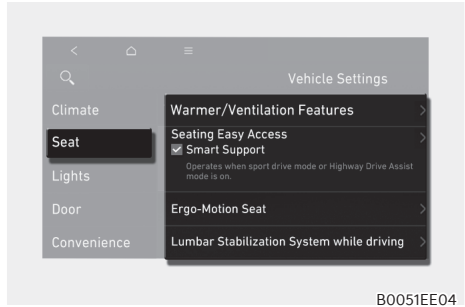 Vehicle Settings
Climate
Seat
Lights
Door
Convenience
Warmer/Ventilation Features
Seating Easy Access
Smart Support
Operates when sport drive mode or Highway Drive Assist
mode is on.
Ergo-Motion Seat
Lumbar Stabilization System while driving
B0051EE04